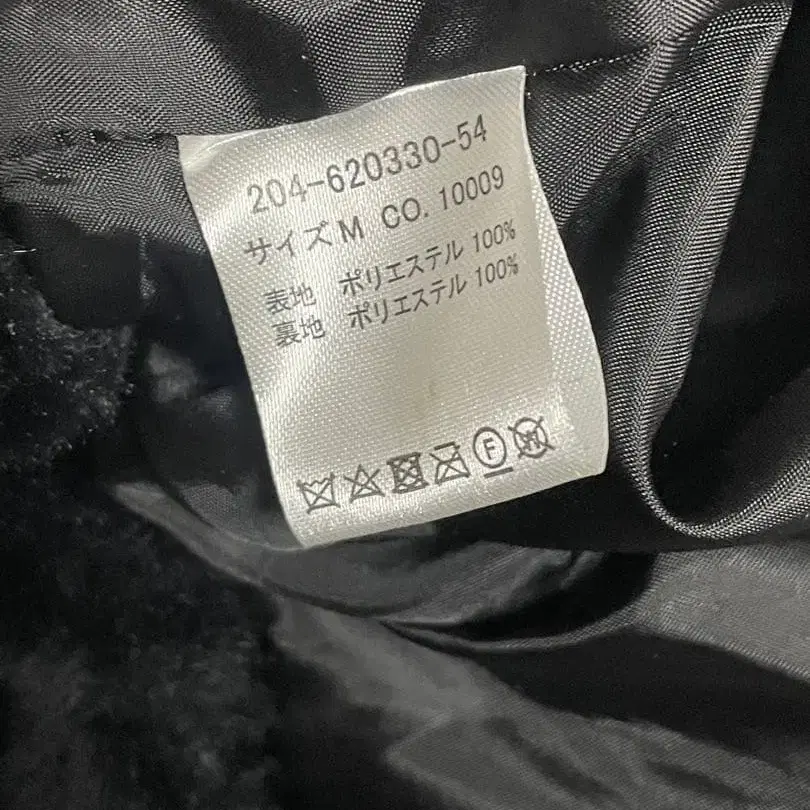 204-620330-54
サイズM CO.10009
表地 ポリエステル 100%
裏地 ポリエステル 100%
F W